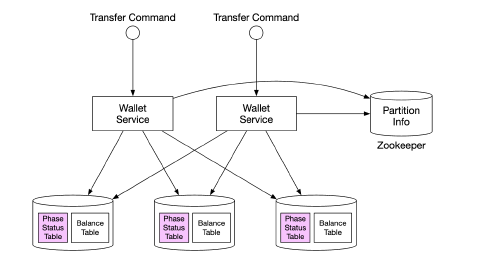 Transfer Command
Transfer Command
Wallet
Service
Wallet
Service
Partition
Info
Zookeeper
Phase
Status
Table
Balance
Table
Phase
Status
Table
Balance
Table
Phase
Status
Table
Balance
Table